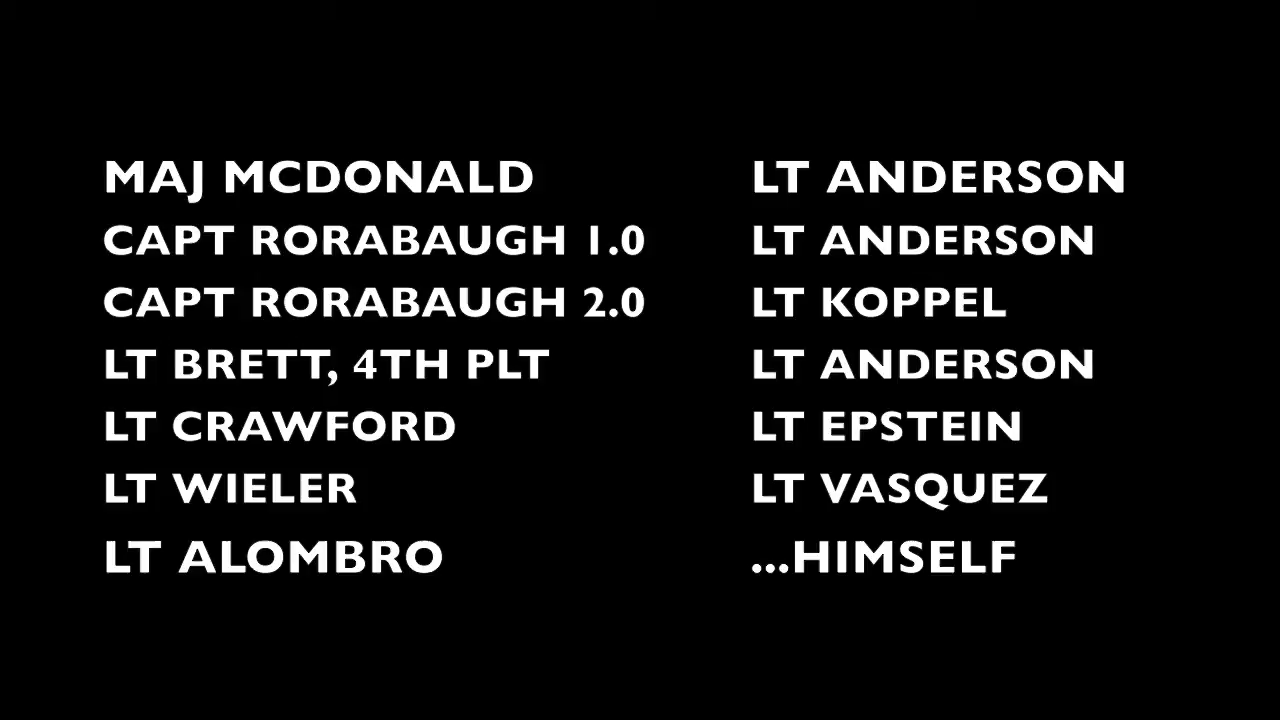 MAJ MCDONALD LT ANDERSON
CAPT RORABAUGH 1.0 LT ANDERSON
CAPT RORABAUGH 2.0 LT KOPPEL
LT BRETT, 4TH PLT LT ANDERSON
LT CRAWFORD LT EPSTEIN
LT WIELER LT VASQUEZ
LT ALOMBRO ...HIMSELF